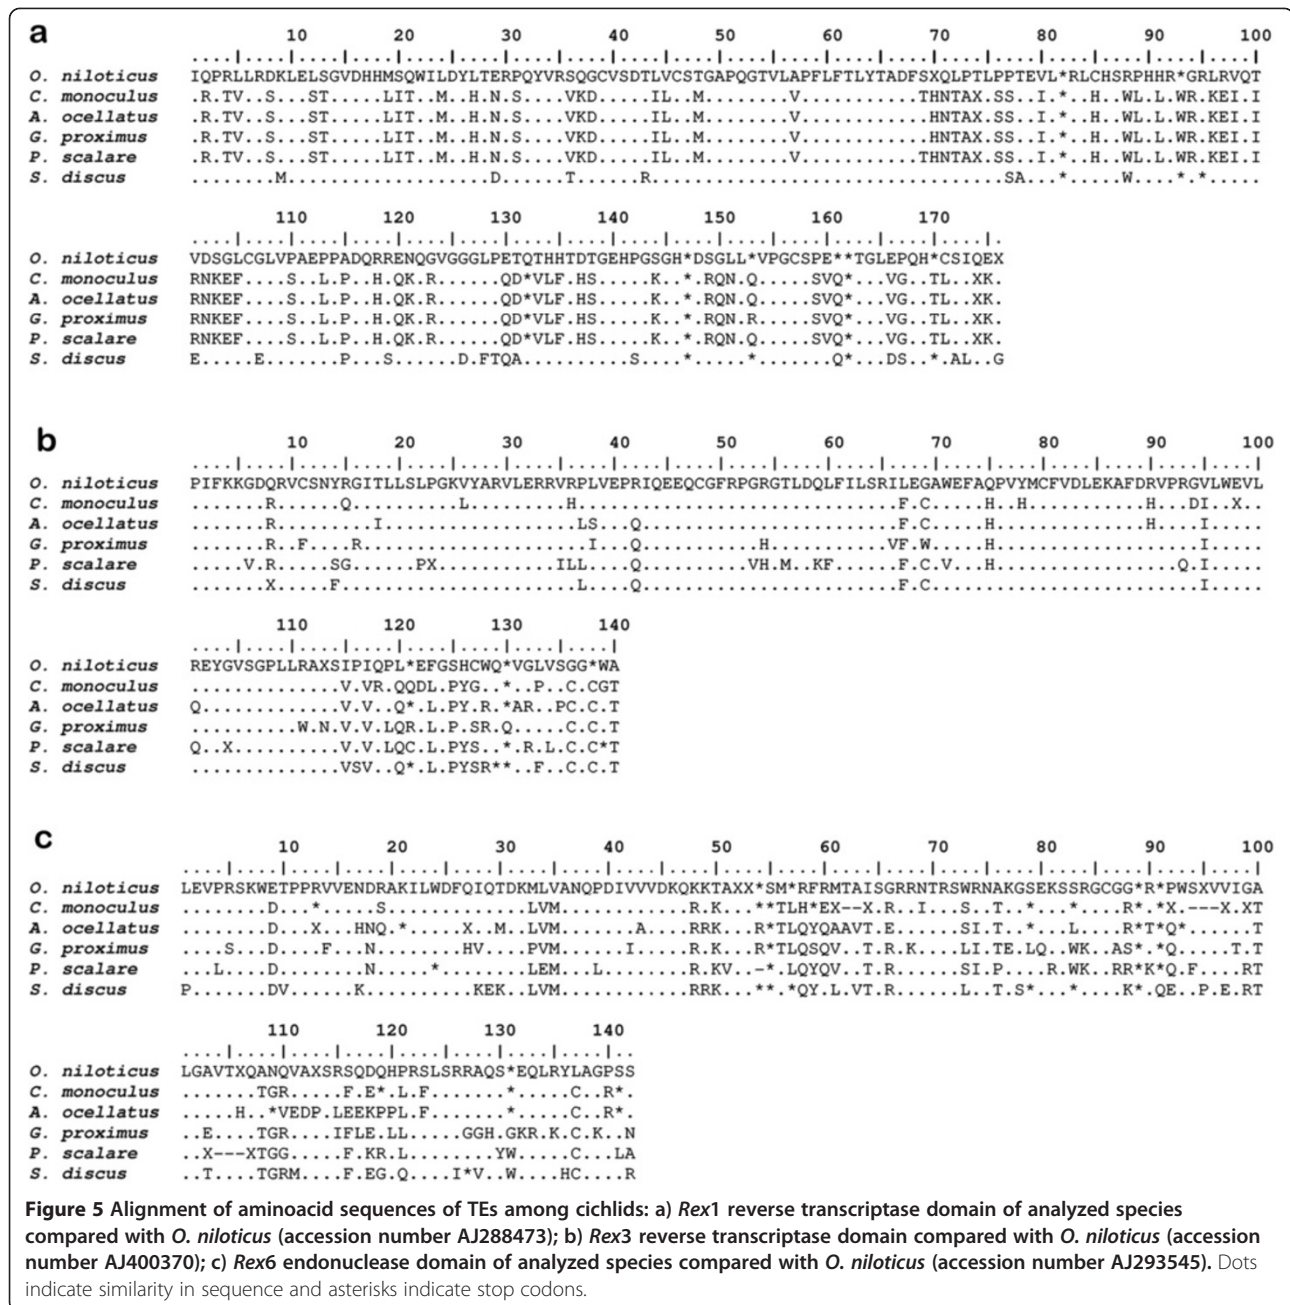 a
10 20 30 40 50 60 70 80 90 100
....|....|....|....|....|....|....|....|....|....|....|....|....|....|....|....|....|....|....|....|
O. niloticus IQPRLLRDKLELSGVDHHMSQWILDYLTERPQYVRSQGCVSDTLVCSTGAPQGTVLAPFLFTLYTADFSXQLPTLPPTEVL*RLCHSRPHHR*GRLRVQT
C. monoculus .R.TV..S...ST.....LIT..M..H.N.S....VKD.....IL..M........V...........THNTAX.SS..I.*..H..WL.L.WR.KEI.I
A. ocellatus .R.TV..S...ST.....LIT..M..H.N.S....VKD.....IL..M........V............HNTAX.SS..I.*..H..WL.L.WR.KEI.I
G. proximus .R.TV..S...ST.....LIT..M..H.N.S....VKD.....IL..M........V............HNTAX.SS..I.*..H..WL.L.WR.KEI.I
P. scalare .R.TV..S...ST.....LIT..M..H.N.S....VKD.....IL..M........V...........THNTAX.SS..I.*..H..WL.L.WR.KEI.I
S. discus ........M...................D......T......R.................................SA...*.....W....*.*.....
110 120 130 140 150 160 170
....|....|....|....|....|....|....|....|....|....|....|....|....|....|....|.
O. niloticus VDSGLCGLVPAEPPADQRRENQGVGGGLPETQTHHTDTGEHPGSGH*DSGLL*VPGCSPE**TGLEPQH*CSIQEX
C. monoculus RNKEF....S..L.P..H.QK.R......QD*VLF.HS.....K..*.RQN.Q.....SVQ*...VG..TL..XK.
A. ocellatus RNKEF....S..L.P..H.QK.R......QD*VLF.HS.....K..*.RQN.Q.....SVQ*...VG..TL..XK.
G. proximus RNKEF....S..L.P..H.QK.R......QD*VLF.HS.....K..*.RQN.R.....SVQ*...VG..TL..XK.
P. scalare RNKEF....S..L.P..H.QK.R......QD*VLF.HS.....K..*.RQN.Q.....SVQ*...VG..TL..XK.
S. discus E.....E.......P...S......D.FTQA..........S....*.....*.......Q*...DS..*.AL..G
b
10 20 30 40 50 60 70 80 90 100
....|....|....|....|....|....|....|....|....|....|....|....|....|....|....|....|....|....|....|....|
O. niloticus PIFKKGDQRVCSNYRGITLLSLPGKVYARVLERRVRPLVEPRIQEEQCGFRPGRGTLDQLFILSRILEGAWEFAQPVYMCFVDLEKAFDRVPRGVLWEVL
C. monoculus .......R......Q..........L.........H..............................F.C.....H..H...........H...DI..X..
A. ocellatus .......R.........I..................LS...Q........................F.C.....H..............H....I.....
G. proximus .......R..F....R.....................I...Q...........H...........VF.W.....H...................I.....
P. scalare .....V.R.....SG......PX...........ILL....Q..........VH.M..KF......F.C.V...H.................Q.I.....
S. discus .......X.....F......................L....Q........................F.C.........................I.....
110 120 130 140
....|....|....|....|....|....|....|....|
O. niloticus REYGVSGPLLRAXSIPIQPL*EFGSHCWQ*VGLVSGG*WA
C. monoculus ..............V.VR.QQDL.PYG..*..P..C.CGT
A. ocellatus Q.............V.V..Q*.L.PY.R.*AR..PC.C.T
G. proximus ..........W.N.V.V.LQR.L.P.SR.Q.....C.C.T
P. scalare Q..X..........V.V.LQC.L.PYS..*.R.L.C.C*T
S. discus ..............VSV..Q*.L.PYSR**..F..C.C.T
c
10 20 30 40 50 60 70 80 90 100
....|....|....|....|....|....|....|....|....|....|....|....|....|....|....|....|....|....|....|....|
O. niloticus LEVPRSKWETPPRVVENDRAKILWDFQIQTDKMLVANQPDIVVVDKQKKTAXX*SM*RFRMTAISGRRNTRSWRNAKGSEKSSRGCGG*R*PWSXVVIGA
C. monoculus ........D...*.....S.............LVM............R.K...**TLH*EX--X.R..I...S..T..*...*....R*.*X.---X.XT
A. ocellatus ........D...X...HNQ.*.....X..M..LVM.......A....RRK...R*TLQYQAAVT.E......SI.T..*...L....R*T*Q*......T
G. proximus ....S...D....F...N........HV....PVM......V.....R.K...R*TLQSQV..T.R.K....LI.TE.LQ..WK..AS*.*Q.....T.T
P. scalare ...L....D........N.....*........LEM...L........R.KV..-*.LQYQV..T.R......SI.P....R.WK..RR*K*Q.F....RT
S. discus P.......DV......K..........KEK..LVM............RRK...**.*QY.L.VT.R......L..T.S*...*....K*.QE..P.E.RT
110 120 130 140
....|....|....|....|....|....|....|....|..
O. niloticus LGAVTXQANQVAXSRSQDQHPRSLSRRAQS*EQLRYLAGPSS
C. monoculus .......TGR.....F.E*.L.F.......*.....C..R*.
A. ocellatus .....H..*VEDP.LEEKPPL.F.......*.....C..R*.
G. proximus ..E....TGR....IFLE.LL.....GGH.GKR.K.C.K..N
P. scalare ..X---XTGG.....F.KR.L........YW.....C...LA
S. discus ..T....TGRM....F.EG.Q....I*V..W....HC....R
Figure 5 Alignment of aminoacid sequences of TEs among cichlids: a) Rex1 reverse transcriptase domain of analyzed species
compared with O. niloticus (accession number AJ288473); b) Rex3 reverse transcriptase domain compared with O. niloticus (accession
number AJ400370); c) Rex6 endonuclease domain of analyzed species compared with O. niloticus (accession number AJ293545). Dots
indicate similarity in sequence and asterisks indicate stop codons.